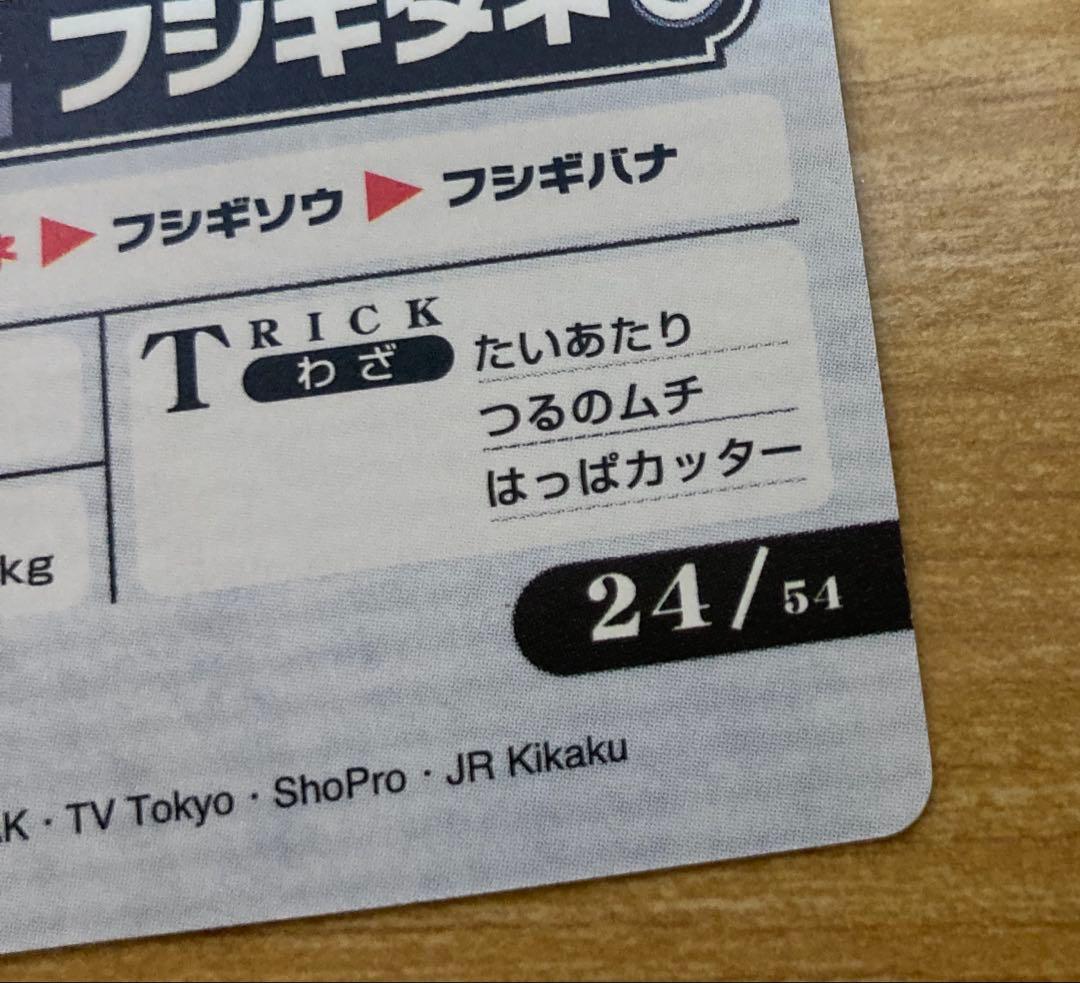 フシギダネ
▶ フシギソウ ▶ フシギバナ
TRICK
わざ
たいあたり
つるのムチ
はっぱカッター
kg
24/54
K・TV Tokyo・ShoPro・JR Kikaku